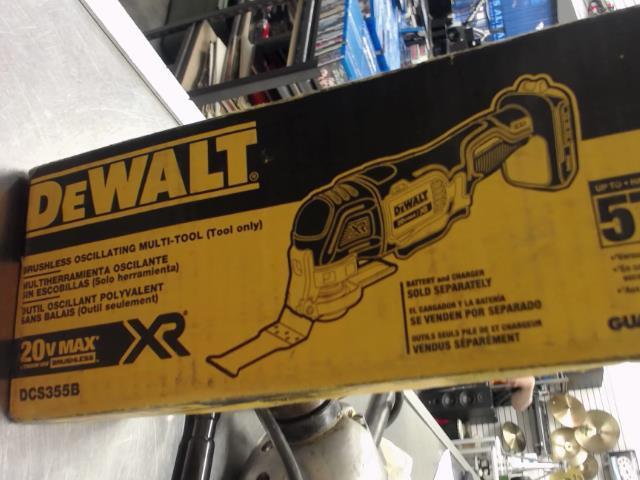 DEWALT
BRUSHLESS OSCILLATING MULTI-TOOL (Tool only)
MULTIHERRAMIENTA OSCILANTE
SIN ESCOBILLAS (Solo herramienta)
OUTIL OSCILLANT POLYVALENT
SANS BALAIS (Outil seulement)
20V MAX*
BRUSHLESS
XR®
DCS355B
DEWALT
XR
BATTERY and CHARGER
SOLD SEPARATELY
EL CARGADOR Y LA BATERÍA
SE VENDEN POR SEPARADO
OUTILS SEULS PILE DE ET CHARGEUR
VENDUS SÉPARÉMENT
UP TO
5
GUA